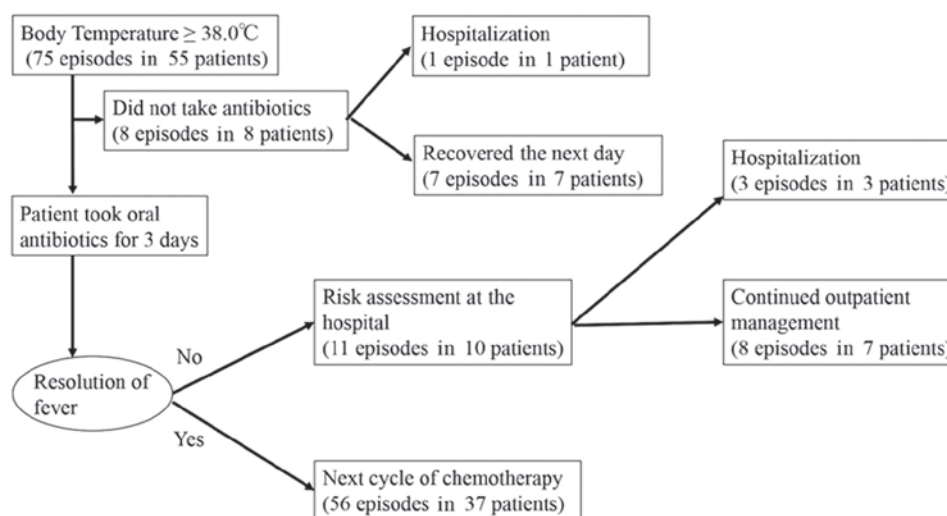 Body Temperature ≥ 38.0℃
(75 episodes in 55 patients)
Hospitalization
(1 episode in 1 patient)
Did not take antibiotics
(8 episodes in 8 patients)
Recovered the next day
(7 episodes in 7 patients)
Hospitalization
(3 episodes in 3 patients)
Patient took oral
antibiotics for 3 days
Risk assessment at the
hospital
(11 episodes in 10 patients)
Continued outpatient
management
(8 episodes in 7 patients)
No
Resolution of
fever
Yes
Next cycle of chemotherapy
(56 episodes in 37 patients)